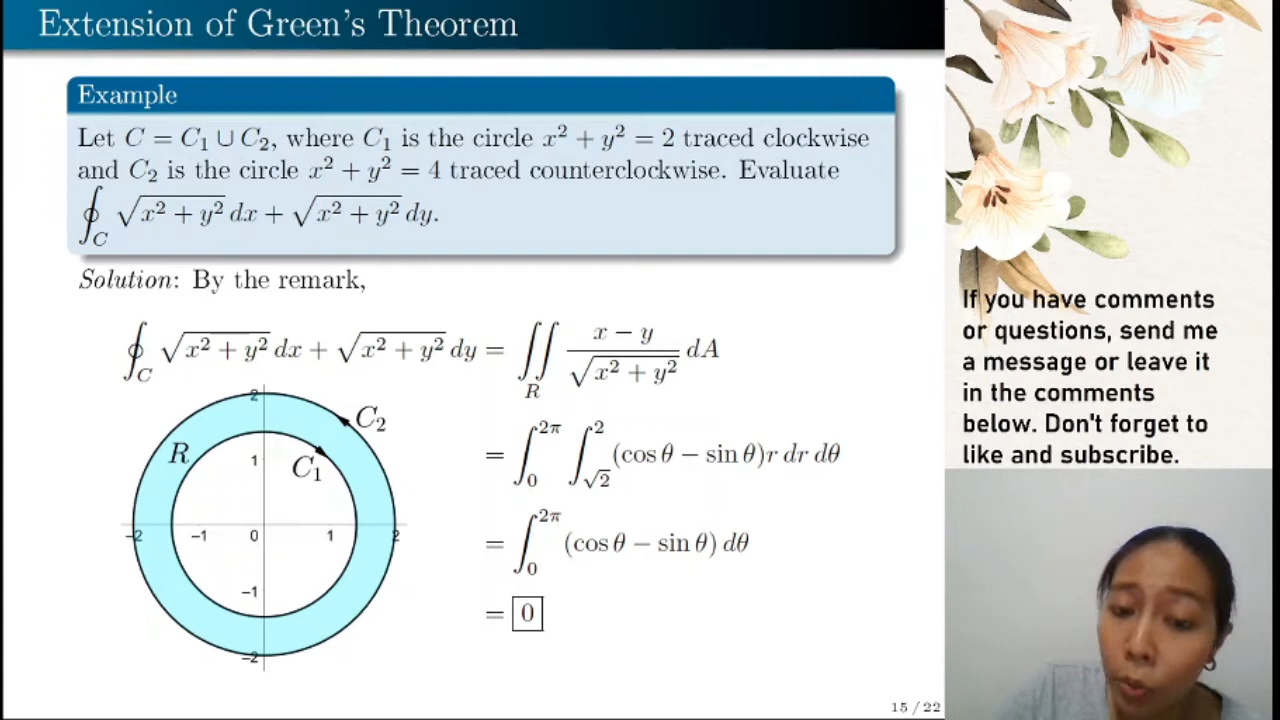 Extension of Green's Theorem
Example
Let C = C₁ ∪ C₂, where C₁ is the circle x² + y² = 2 traced clockwise
and C₂ is the circle x² + y² = 4 traced counterclockwise. Evaluate
∮_C √(x² + y²) dx + √(x² + y²) dy.
Solution: By the remark,
∮_C √(x² + y²) dx + √(x² + y²) dy = ∬_R (x − y)/√(x² + y²) dA
= ∫₀^{2π} ∫_{√2}^{2} (cos θ − sin θ) r dr dθ
= ∫₀^{2π} (cos θ − sin θ) dθ
= 0
2
C₂
R
1
C₁
−2 −1 0 1 2
−1
−2
15 / 22
If you have comments
or questions, send me
a message or leave it
in the comments
below. Don't forget to
like and subscribe.